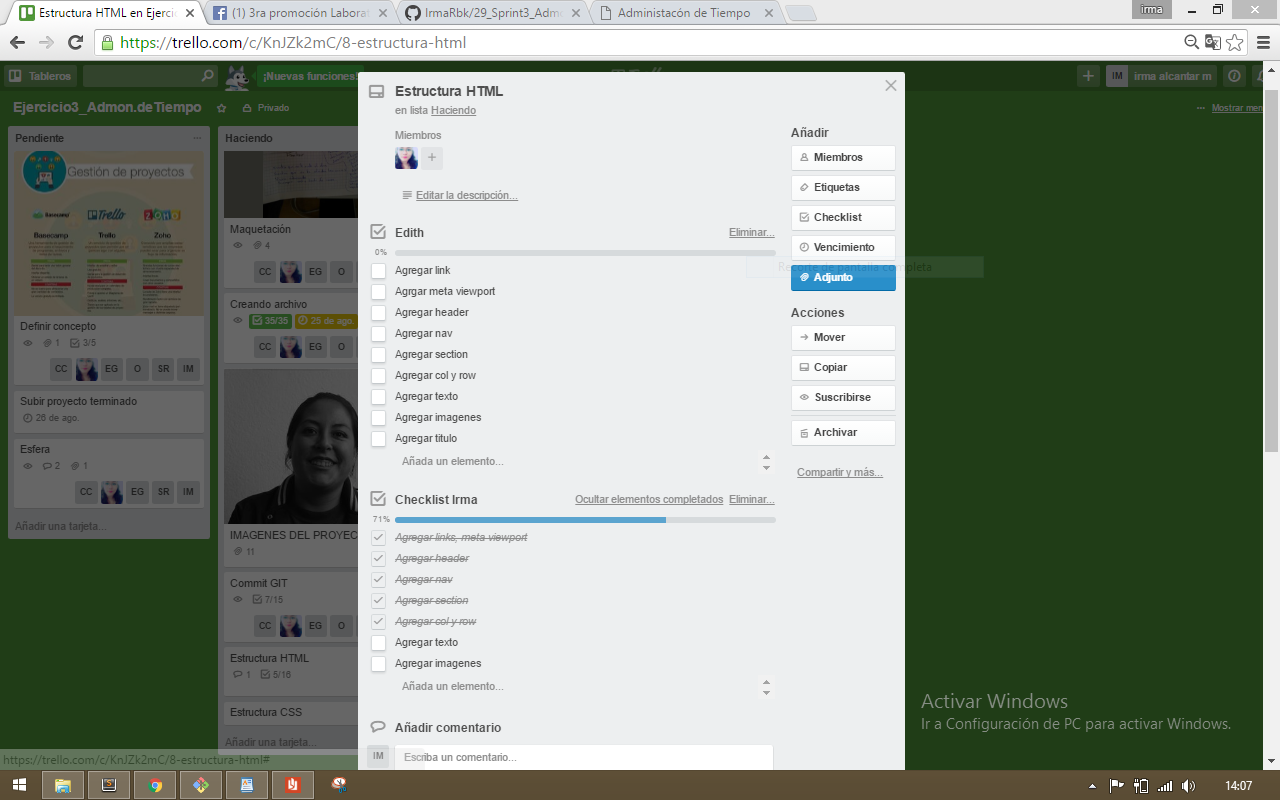 Estructura HTML en Ejerci
(1) 3ra promoción Laborat
IrmaRbk/29_Sprint3_Adm
Administacón de Tiempo
irma
https://trello.com/c/KnJZk2mC/8-estructura-html
Tableros
¡Nuevas funciones!
IM
irma alcantar m
Ejercicio3_Admon.deTiempo
Privado
Mostrar men
Pendiente
Gestión de proyectos
Basecamp
Trello
ZOHO
Basecamp
Trello
Zoho
Definir concepto
1
3/5
CC
EG
O
SR
IM
Subir proyecto terminado
26 de ago.
Esfera
2
1
CC
EG
SR
IM
Añadir una tarjeta...
Haciendo
Maquetación
4
CC
EG
O
Creando archivo
35/35
25 de ago.
CC
EG
O
IMAGENES DEL PROYEC
11
Commit GIT
7/15
CC
EG
O
Estructura HTML
1
5/16
Estructura CSS
Añadir una tarjeta...
Estructura HTML
en lista Haciendo
Miembros
Editar la descripción...
Edith
Eliminar...
0%
Agregar link
Agrgar meta viewport
Agregar header
Agregar nav
Agregar section
Agregar col y row
Agregar texto
Agregar imagenes
Agregar titulo
Añada un elemento...
Checklist Irma
Ocultar elementos completados
Eliminar...
71%
Agregar links, meta viewport
Agregar header
Agregar nav
Agregar section
Agregar col y row
Agregar texto
Agregar imagenes
Añada un elemento...
Añadir comentario
IM
Escriba un comentario...
Añadir
Miembros
Etiquetas
Checklist
Vencimiento
Recorte de pantalla completa
Adjunto
Acciones
Mover
Copiar
Suscribirse
Archivar
Compartir y más...
Activar Windows
Ir a Configuración de PC para activar Windows.
https://trello.com/c/KnJZk2mC/8-estructura-html#
14:07